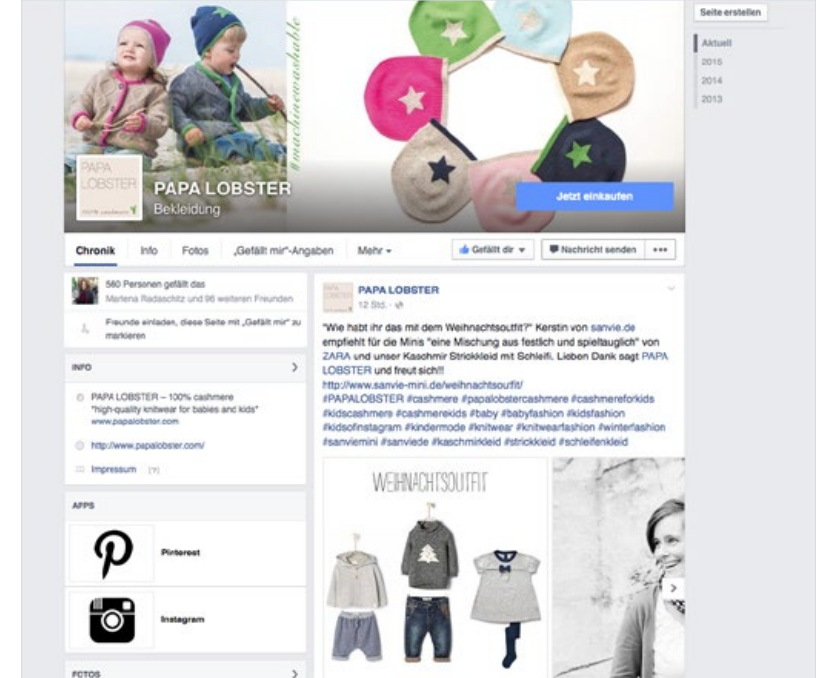 Seite erstellen
Aktuell
2015
2014
2013
#machinewashable
PAPA
LOBSTER
PAPA LOBSTER
Bekleidung
Jetzt einkaufen
Chronik Info Fotos „Gefällt mir“-Angaben Mehr
Gefällt dir Nachricht senden
560 Personen gefällt das
Marlena Radaschitz und 96 weiteren Freunden
Freunde einladen, diese Seite mit „Gefällt mir“ zu
markieren
INFO
PAPA LOBSTER – 100% cashmere
"high-quality knitwear for babies and kids"
www.papalobster.com
http://www.papalobster.com/
Impressum [?]
APPS
Pinterest
Instagram
FOTOS
PAPA LOBSTER
12 Std.
"Wie habt ihr das mit dem Weihnachtsoutfit?" Kerstin von sanvie.de
empfiehlt für die Minis "eine Mischung aus festlich und spieltauglich" von
ZARA und unser Kaschmir Strickkleid mit Schleifi. Lieben Dank sagt PAPA
LOBSTER und freut sich!!!
http://www.sanvie-mini.de/weihnachtsoutfit/
#PAPALOBSTER #cashmere #papalobstercashmere #cashmereforkids
#kidscashmere #cashmerekids #baby #babyfashion #kidsfashion
#kidsofinstagram #kindermode #knitwear #knitwearfashion #winterfashion
#sanviemini #sanviede #kaschmirkleid #strickkleid #schleifenkleid
WEIHNACHTSOUTFIT